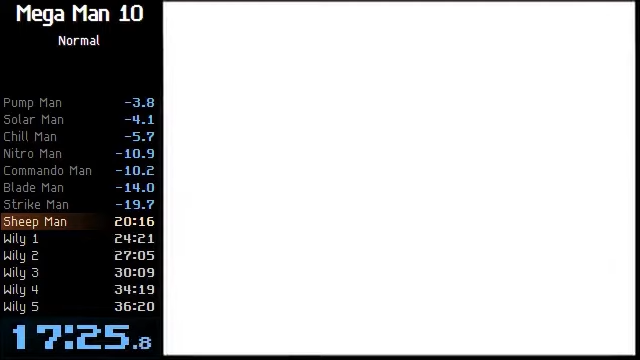 Mega Man 10
Normal
Pump Man -3.8
Solar Man -4.1
Chill Man -5.7
Nitro Man -10.9
Commando Man -10.2
Blade Man -14.0
Strike Man -19.7
Sheep Man 20:16
Wily 1 24:21
Wily 2 27:05
Wily 3 30:09
Wily 4 34:19
Wily 5 36:20
17:25.8